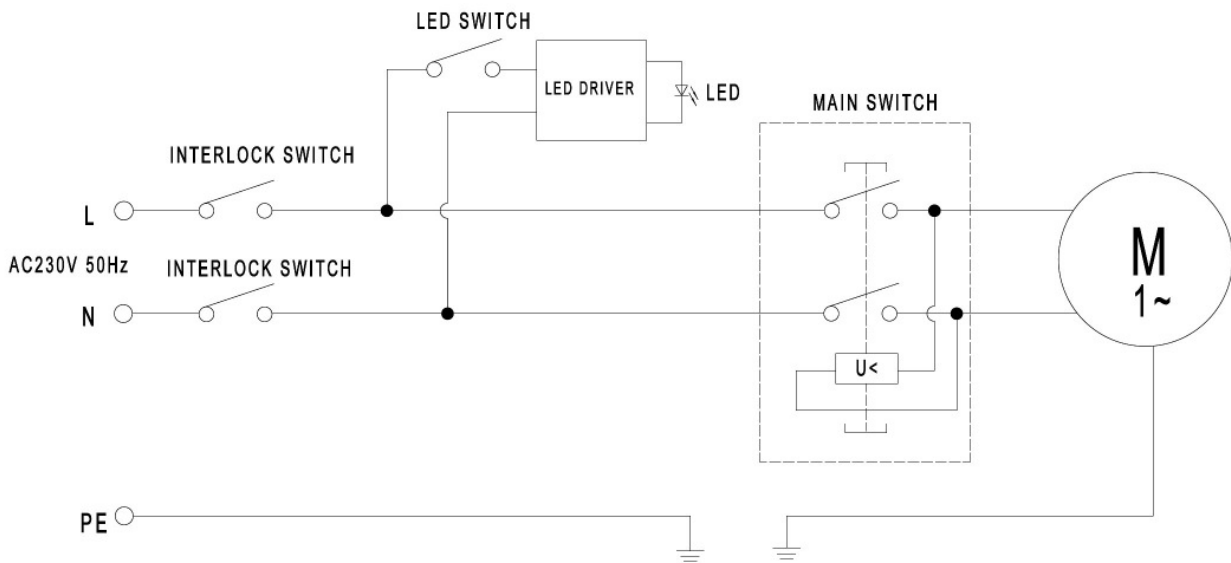 LED SWITCH
LED DRIVER
LED
MAIN SWITCH
INTERLOCK SWITCH
L
AC230V 50Hz
INTERLOCK SWITCH
N
M
1~
U<
PE